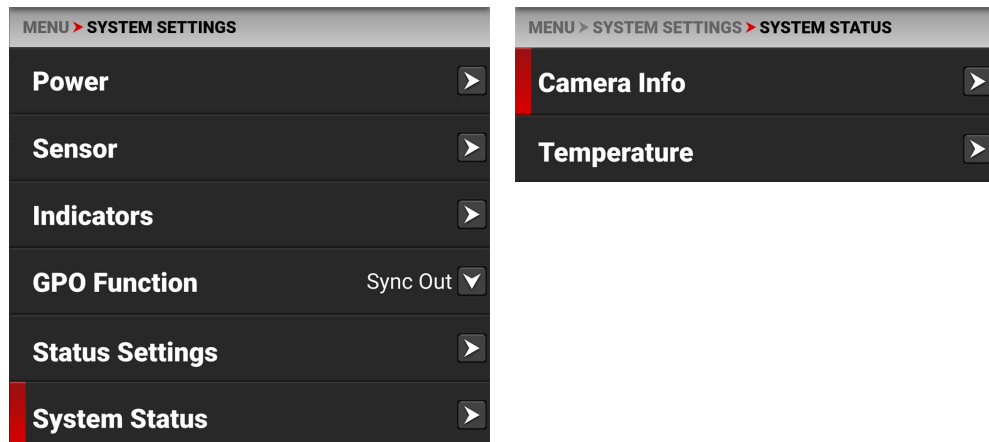 MENU ➤ SYSTEM SETTINGS
Power
Sensor
Indicators
GPO Function Sync Out
Status Settings
System Status
MENU ➤ SYSTEM SETTINGS ➤ SYSTEM STATUS
Camera Info
Temperature